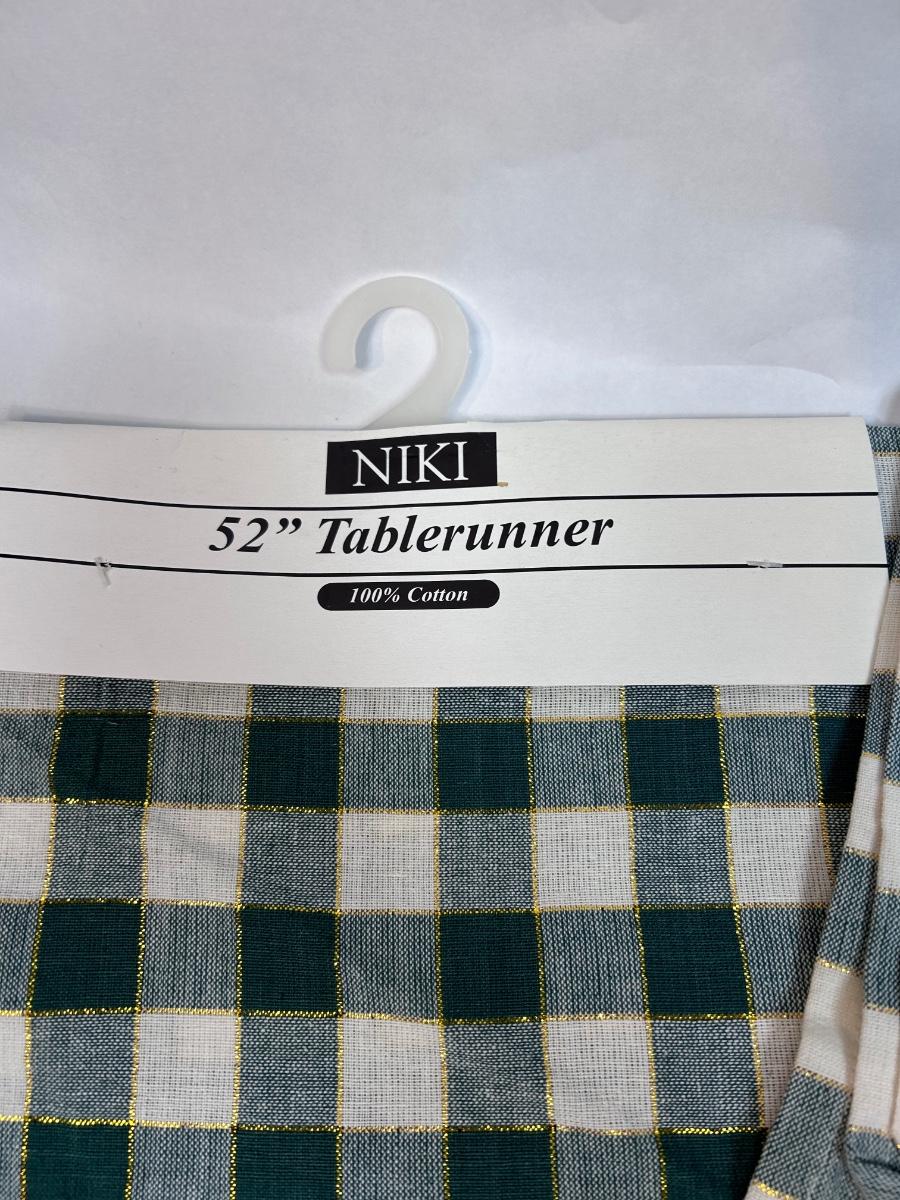 NIKI
52” Tablerunner
100% Cotton